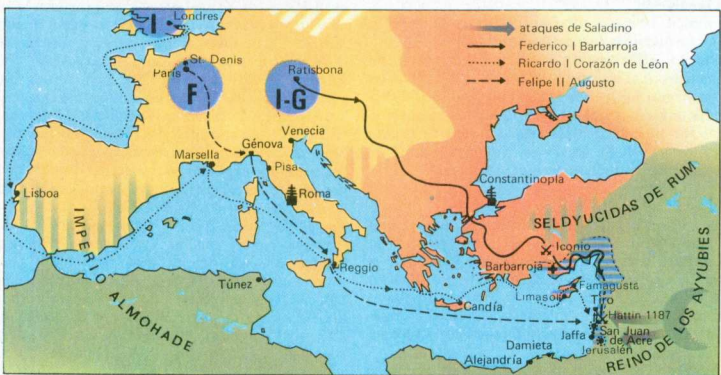 I
Londres
ataques de Saladino
Federico I Barbarroja
Ricardo I Corazón de León
Felipe II Augusto
St. Denis
París
F
Ratisbona
I-G
Venecia
Génova
Marsella
Pisa
Roma
Lisboa
Constantinopla
SELDYUCIDAS DE RUM
IMPERIO ALMOHADE
Iconio
Barbarroja
Reggio
Túnez
Candía
Limasol
Famagusta
Tiro
Hattin 1187
San Juan
de Acre
Jaffa
Jerusalén
Damieta
Alejandría
REINO DE LOS AYYUBIES